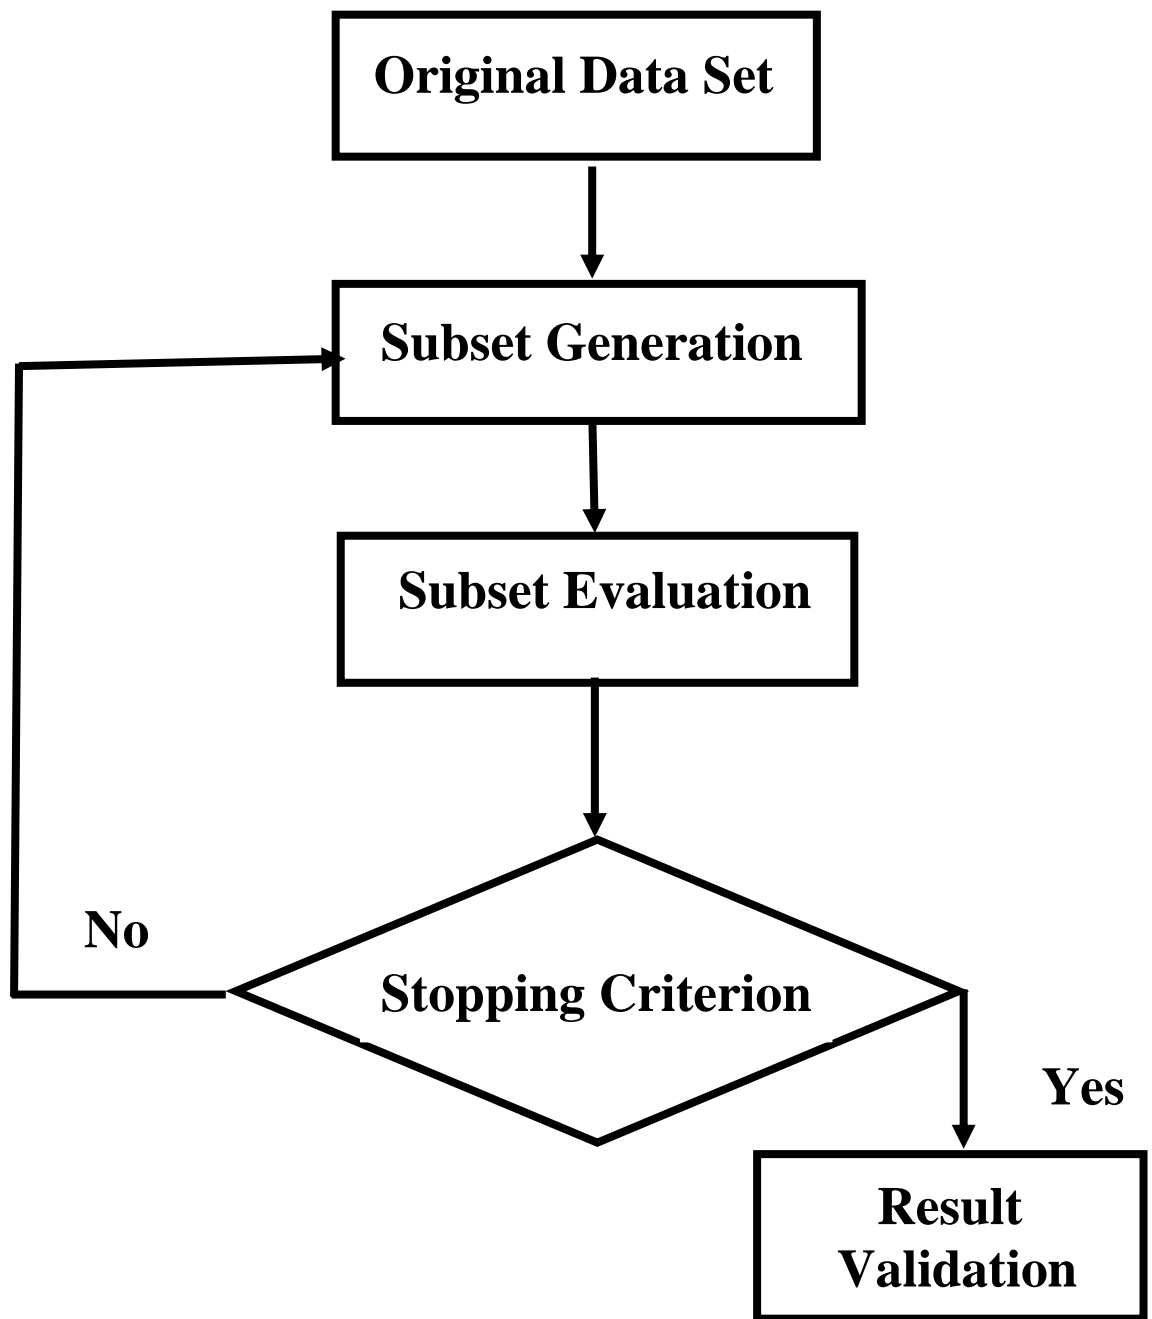 Original Data Set
Subset Generation
Subset Evaluation
No
Stopping Criterion
Yes
Result
Validation